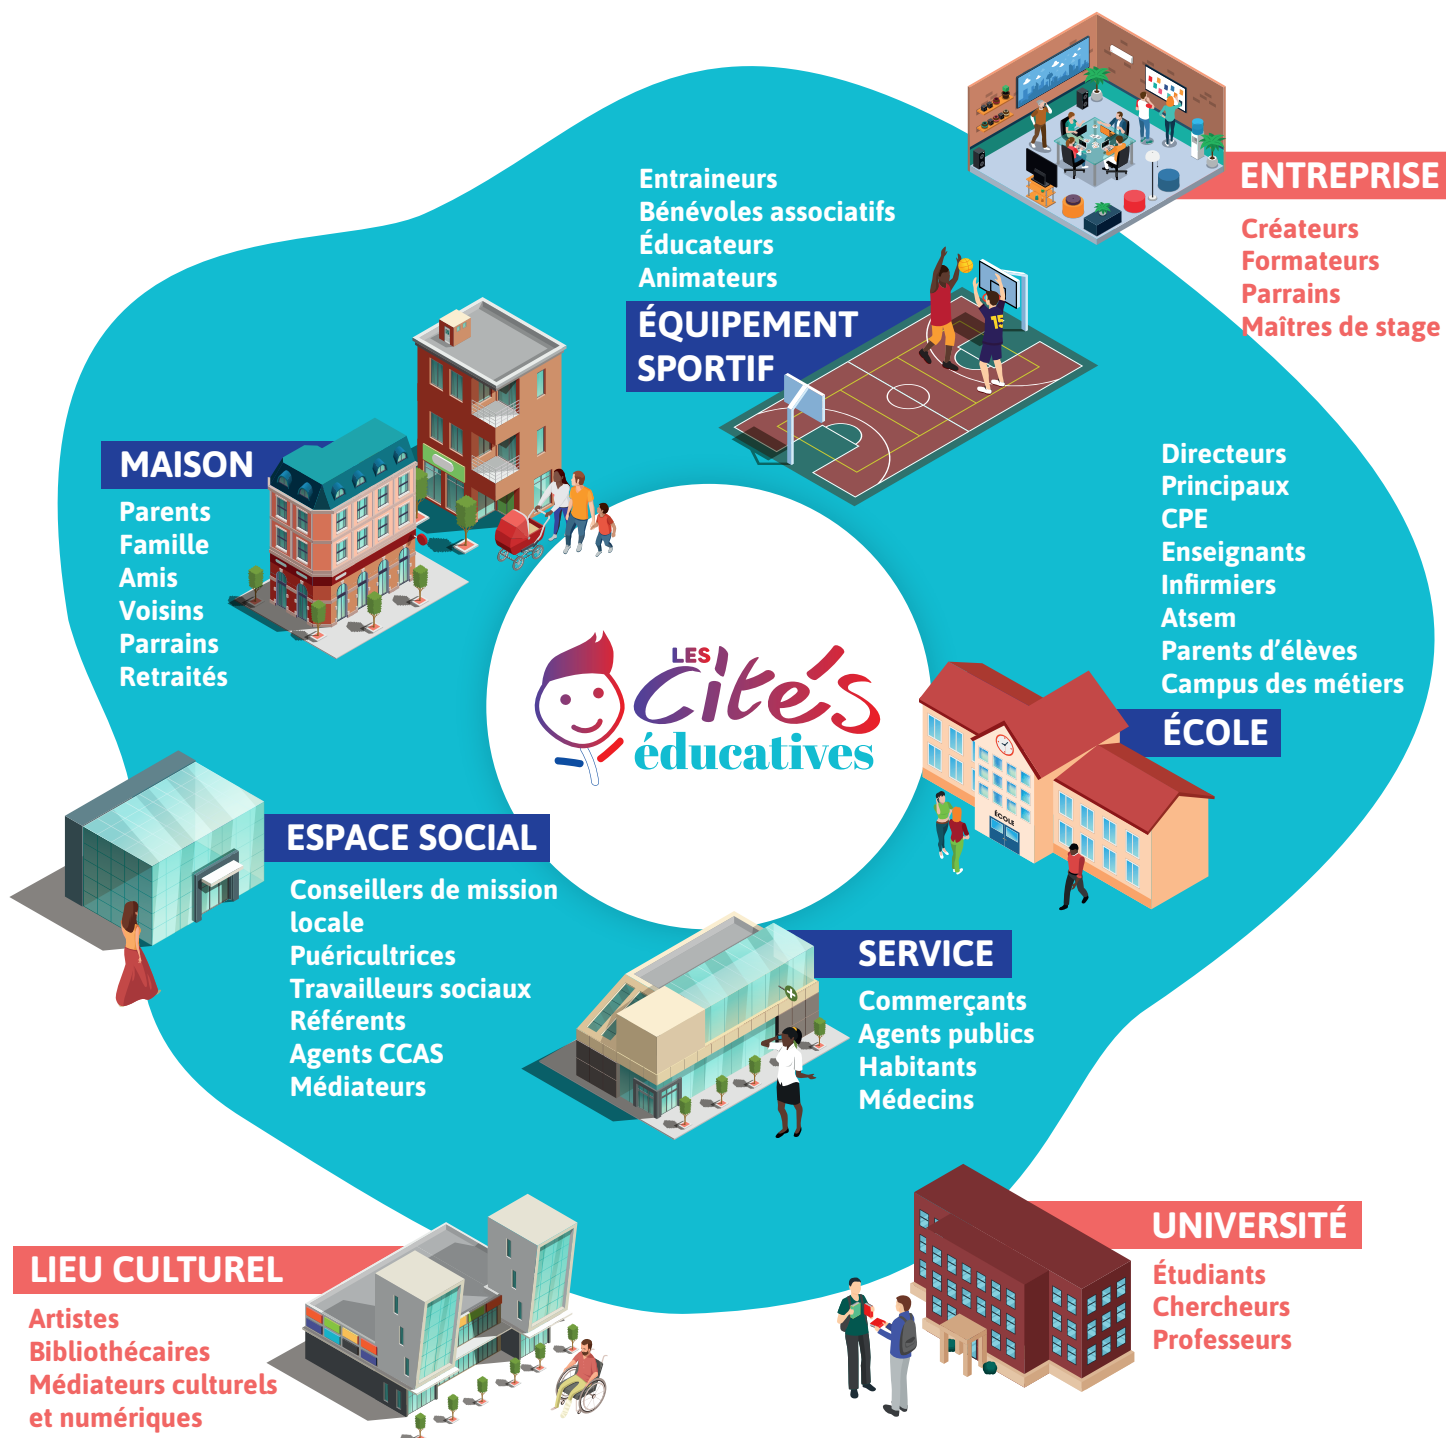 ENTREPRISE
Créateurs
Formateurs
Parrains
Maîtres de stage
Entraineurs
Bénévoles associatifs
Éducateurs
Animateurs
ÉQUIPEMENT
SPORTIF
15
MAISON
Parents
Famille
Amis
Voisins
Parrains
Retraités
Directeurs
Principaux
CPE
Enseignants
Infirmiers
Atsem
Parents d’élèves
Campus des métiers
ÉCOLE
ÉCOLE
LES
Cités
éducatives
ESPACE SOCIAL
Conseillers de mission
locale
Puéricultrices
Travailleurs sociaux
Référents
Agents CCAS
Médiateurs
SERVICE
Commerçants
Agents publics
Habitants
Médecins
UNIVERSITÉ
Étudiants
Chercheurs
Professeurs
LIEU CULTUREL
Artistes
Bibliothécaires
Médiateurs culturels
et numériques